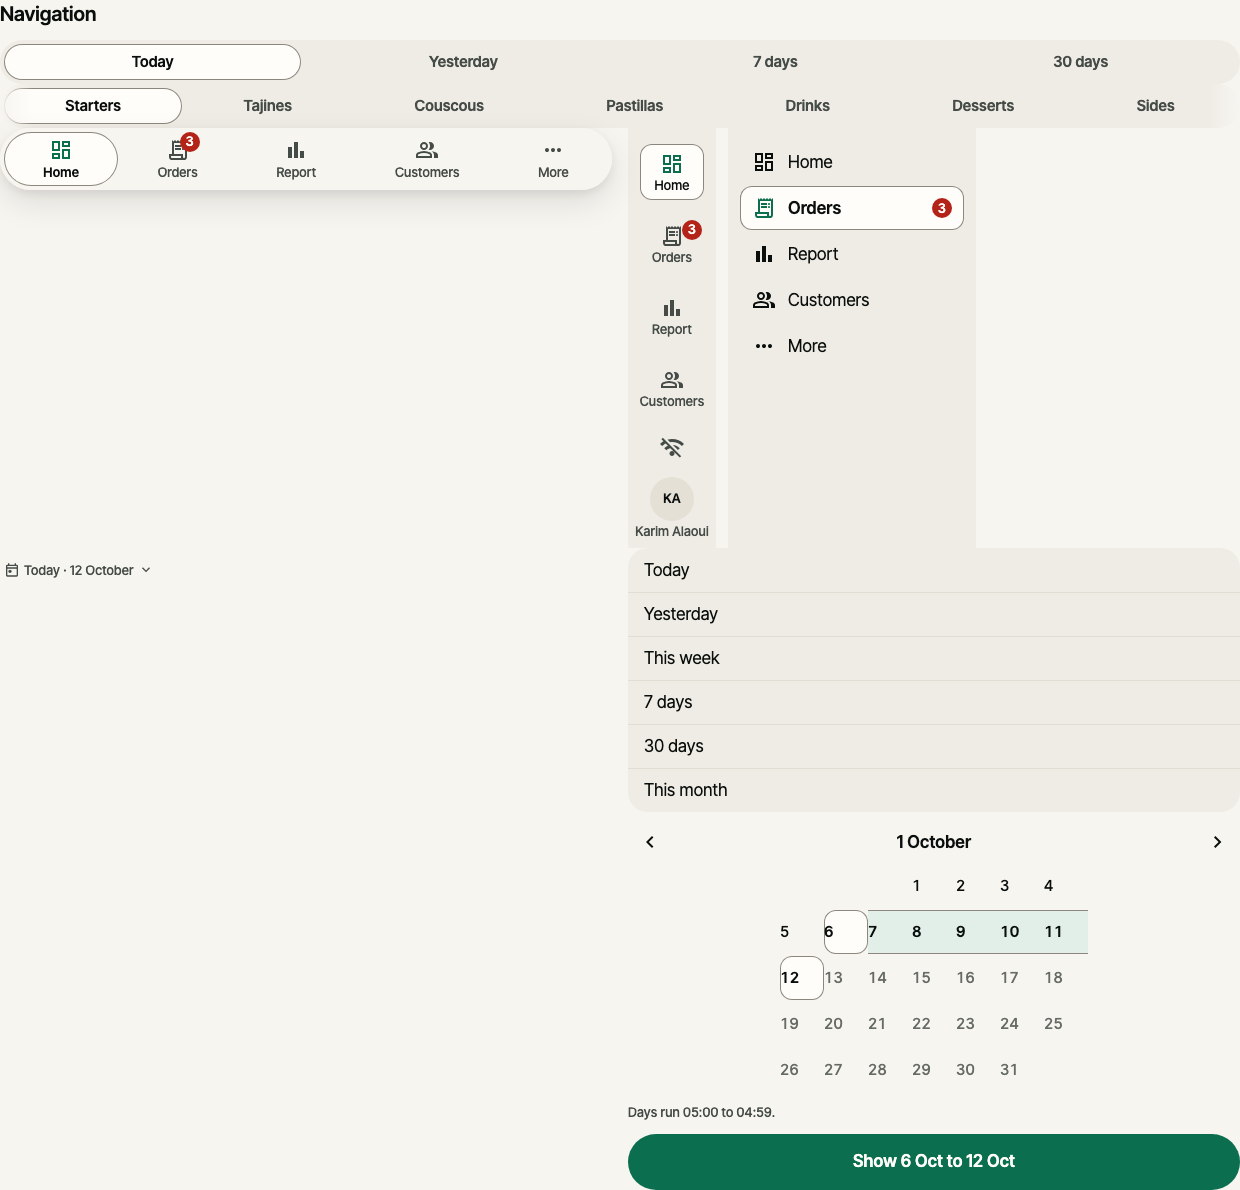 Navigation
Today Yesterday 7 days 30 days
Starters Tajines Couscous Pastillas Drinks Desserts Sides
3
Home Orders Report Customers More
Home
3
Orders
Report
Customers
KA
Karim Alaoui
Home
Orders 3
Report
Customers
More
Today · 12 October
Today
Yesterday
This week
7 days
30 days
This month
1 October
1 2 3 4
5 6 7 8 9 10 11
12 13 14 15 16 17 18
19 20 21 22 23 24 25
26 27 28 29 30 31
Days run 05:00 to 04:59.
Show 6 Oct to 12 Oct